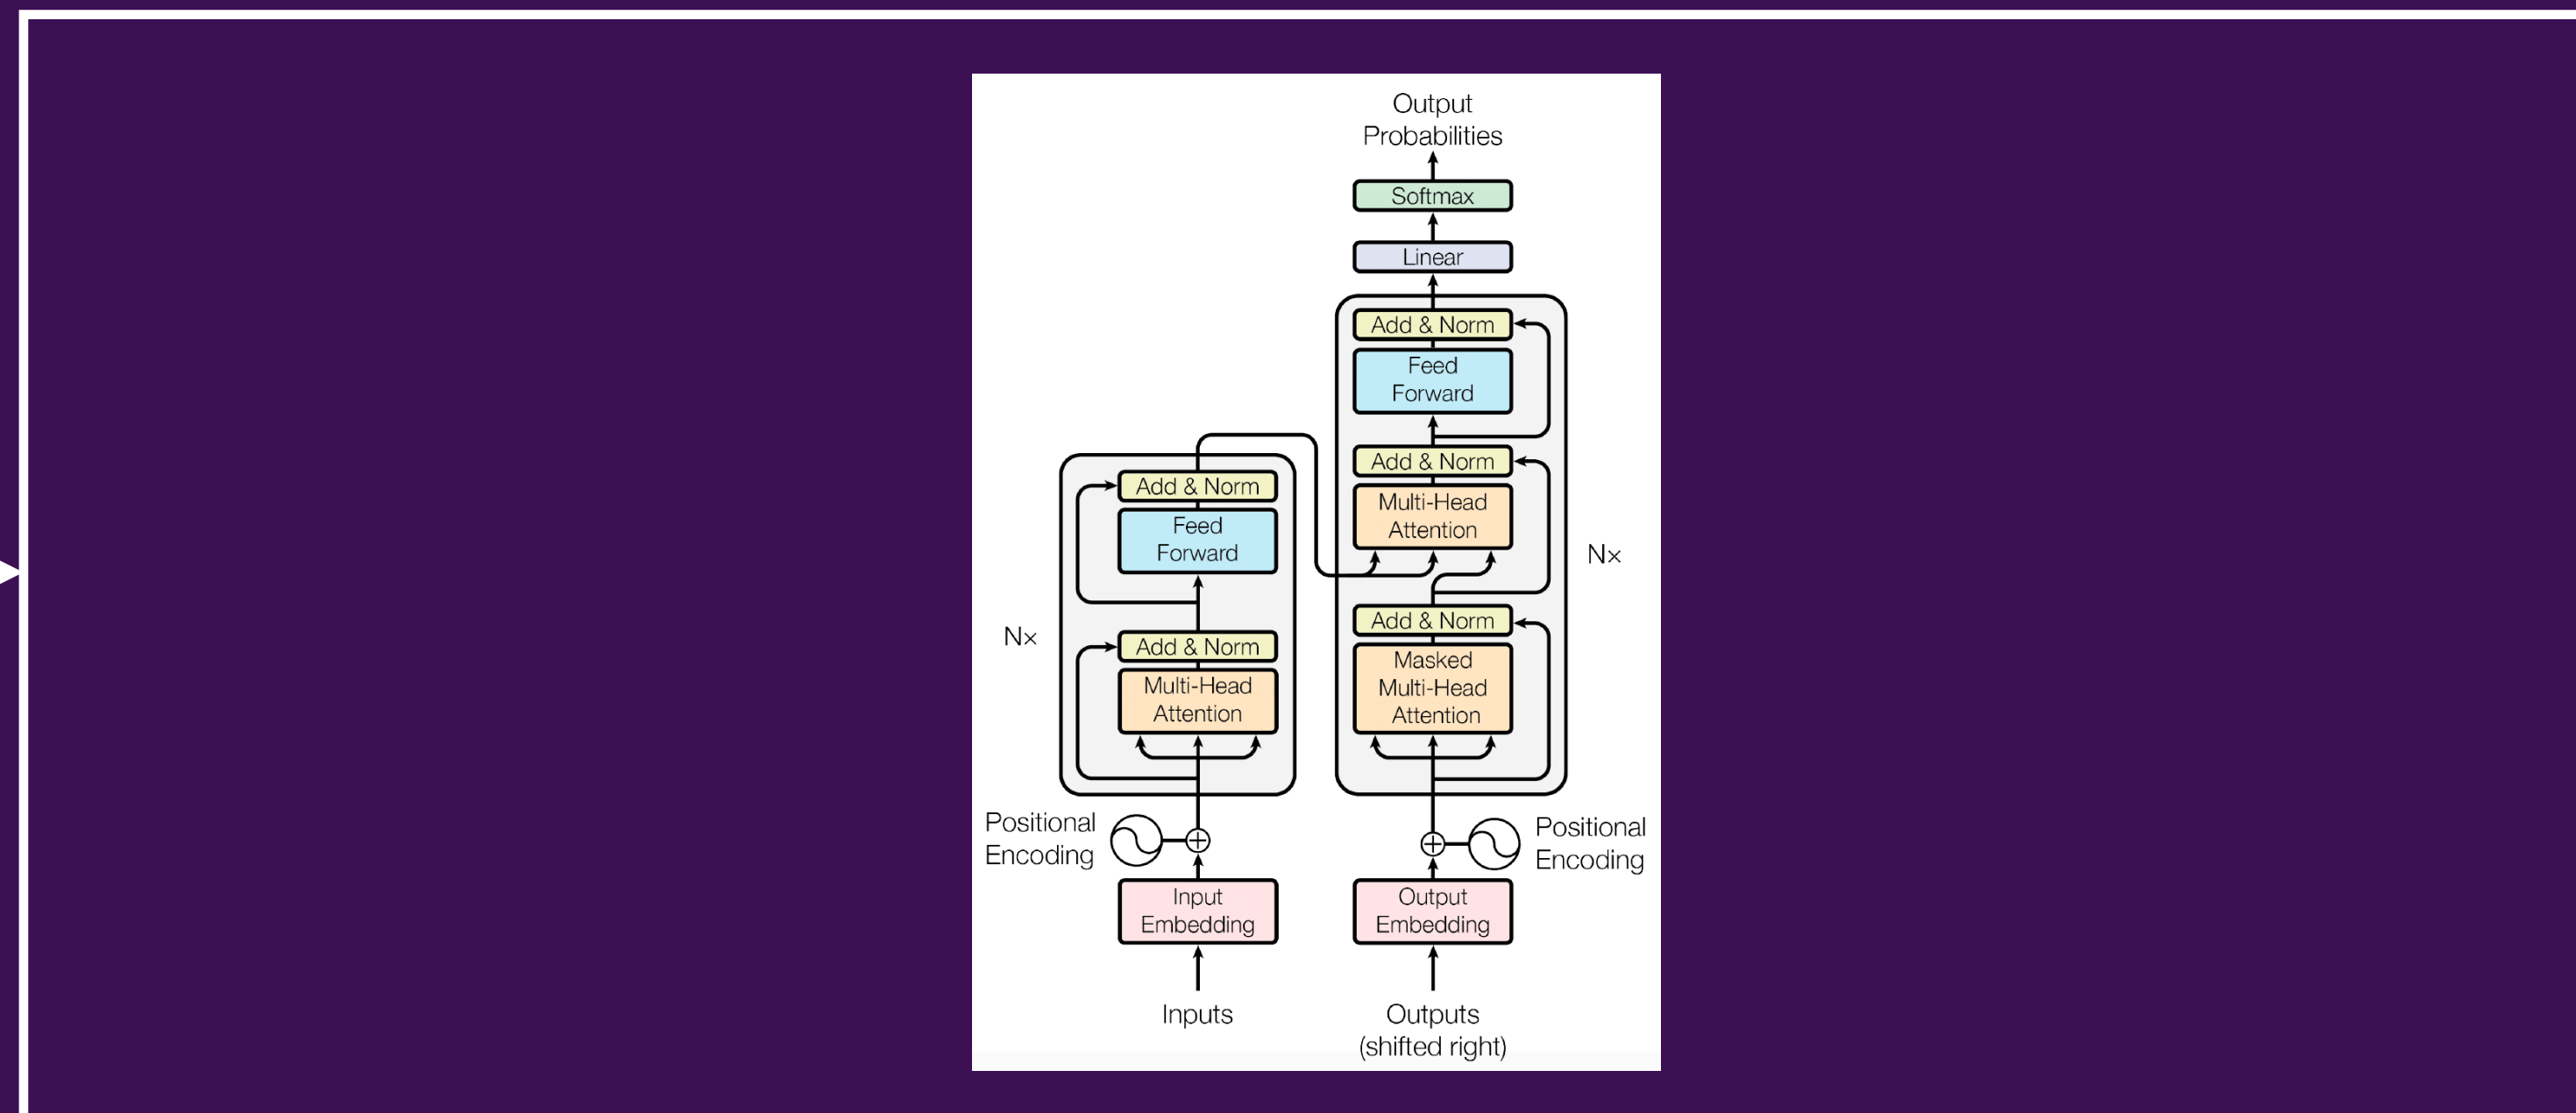 Output
Probabilities
Softmax
Linear
Add & Norm
Feed
Forward
Add & Norm
Multi-Head
Attention
N×
Add & Norm
Masked
Multi-Head
Attention
Add & Norm
Feed
Forward
N×
Add & Norm
Multi-Head
Attention
Positional
Encoding
Positional
Encoding
Input
Embedding
Output
Embedding
Inputs
Outputs
(shifted right)